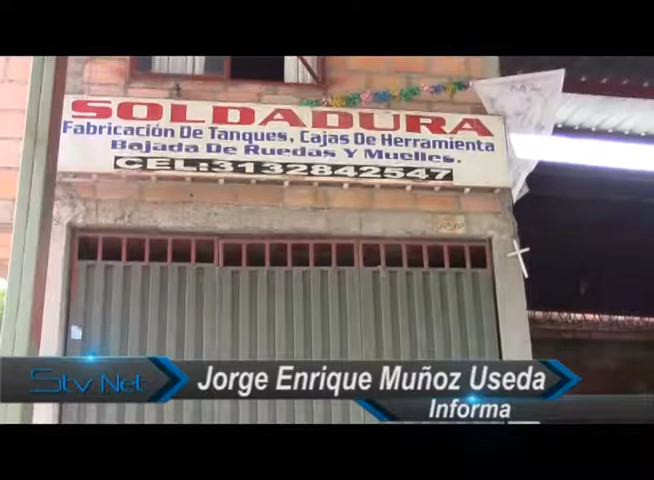 SOLDADURA
Fabricación De Tanques, Cajas De Herramienta
Bajada De Ruedas Y Muelles.
CEL:3132842547
Stv Net
Jorge Enrique Muñoz Useda
Informa